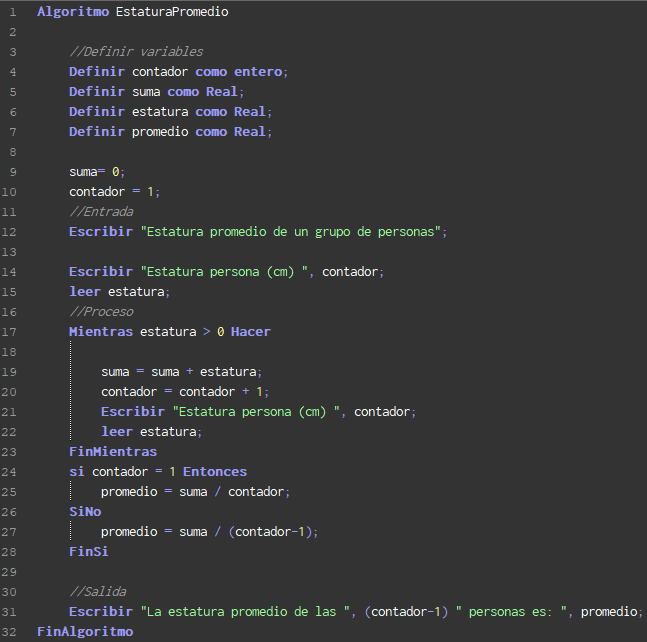 1 Algoritmo EstaturaPromedio
2
3 //Definir variables
4 Definir contador como entero;
5 Definir suma como Real;
6 Definir estatura como Real;
7 Definir promedio como Real;
8
9 suma= 0;
10 contador = 1;
11 //Entrada
12 Escribir "Estatura promedio de un grupo de personas";
13
14 Escribir "Estatura persona (cm) ", contador;
15 leer estatura;
16 //Proceso
17 Mientras estatura > 0 Hacer
18
19 suma = suma + estatura;
20 contador = contador + 1;
21 Escribir "Estatura persona (cm) ", contador;
22 leer estatura;
23 FinMientras
24 si contador = 1 Entonces
25 promedio = suma / contador;
26 SiNo
27 promedio = suma / (contador-1);
28 FinSi
29
30 //Salida
31 Escribir "La estatura promedio de las ", (contador-1) " personas es: ", promedio;
32 FinAlgoritmo